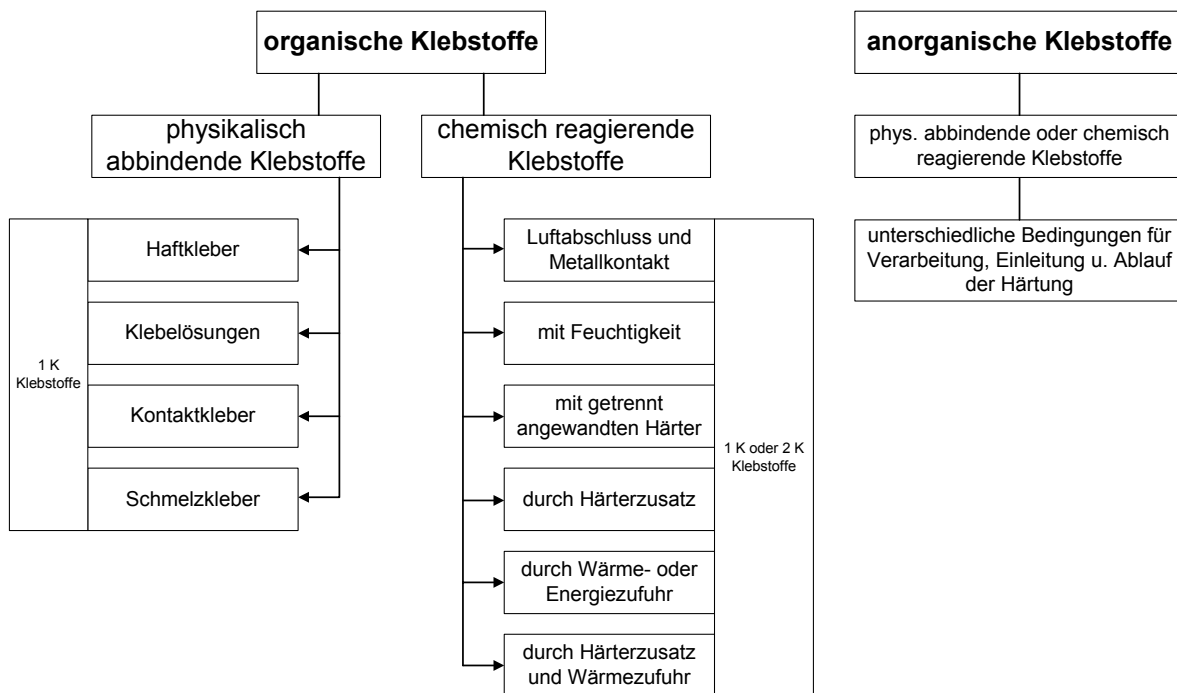 organische Klebstoffe
anorganische Klebstoffe
physikalisch
abbindende Klebstoffe
chemisch reagierende
Klebstoffe
phys. abbindende oder chemisch
reagierende Klebstoffe
1 K
Klebstoffe
Haftkleber
Klebelösungen
Kontaktkleber
Schmelzkleber
Luftabschluss und
Metallkontakt
mit Feuchtigkeit
mit getrennt
angewandten Härter
durch Härterzusatz
durch Wärme- oder
Energiezufuhr
durch Härterzusatz
und Wärmezufuhr
1 K oder 2 K
Klebstoffe
unterschiedliche Bedingungen für
Verarbeitung, Einleitung u. Ablauf
der Härtung